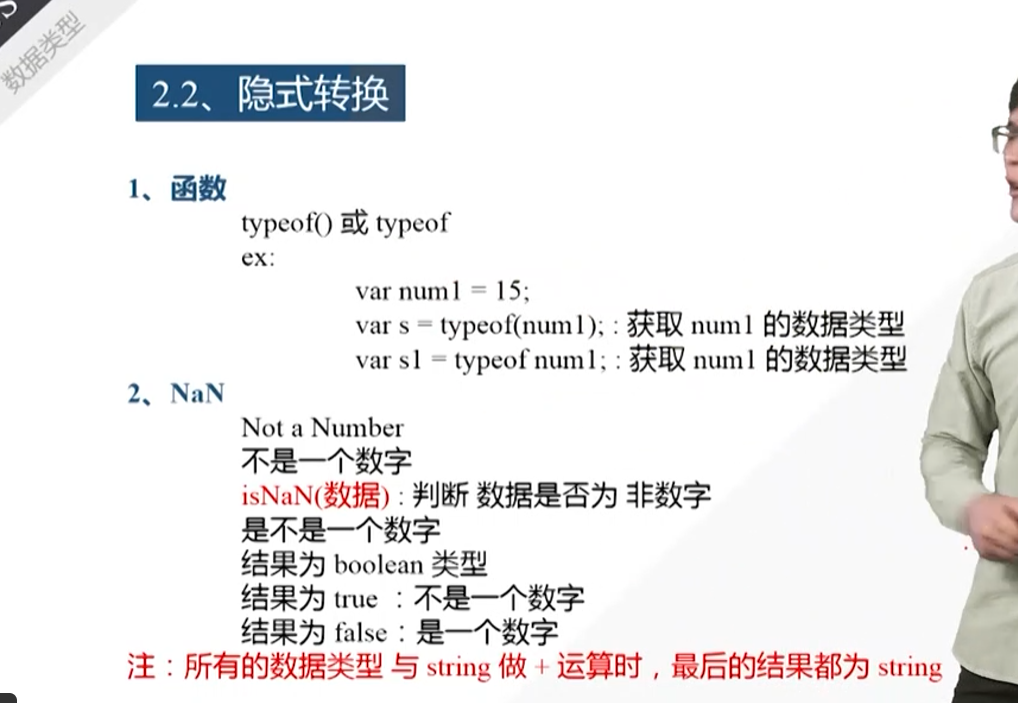 数据类型
2.2、隐式转换
1、函数
typeof() 或 typeof
ex:
var num1 = 15;
var s = typeof(num1); : 获取 num1 的数据类型
var s1 = typeof num1; : 获取 num1 的数据类型
2、NaN
Not a Number
不是一个数字
isNaN(数据) : 判断 数据是否为 非数字
是不是一个数字
结果为 boolean 类型
结果为 true ：不是一个数字
结果为 false：是一个数字
注：所有的数据类型 与 string 做 + 运算时，最后的结果都为 string